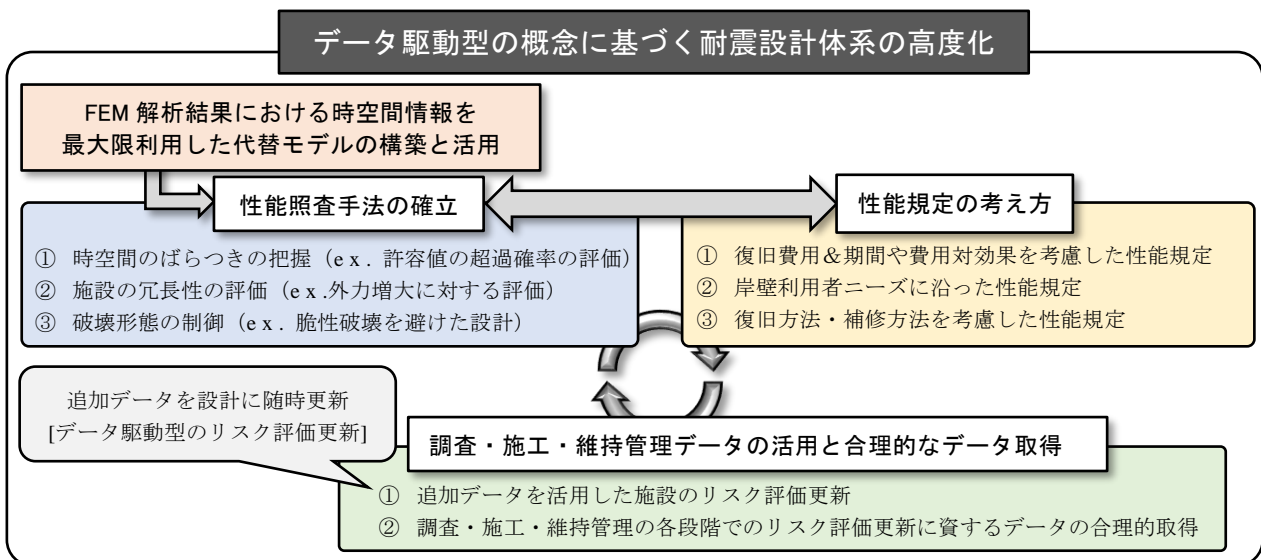 データ駆動型の概念に基づく耐震設計体系の高度化
FEM 解析結果における時空間情報を
最大限利用した代替モデルの構築と活用
性能照査手法の確立
① 時空間のばらつきの把握（ex. 許容値の超過確率の評価）
② 施設の冗長性の評価（ex.外力増大に対する評価）
③ 破壊形態の制御（ex. 脆性破壊を避けた設計）
性能規定の考え方
① 復旧費用＆期間や費用対効果を考慮した性能規定
② 岸壁利用者ニーズに沿った性能規定
③ 復旧方法・補修方法を考慮した性能規定
追加データを設計に随時更新
[データ駆動型のリスク評価更新]
調査・施工・維持管理データの活用と合理的なデータ取得
① 追加データを活用した施設のリスク評価更新
② 調査・施工・維持管理の各段階でのリスク評価更新に資するデータの合理的取得